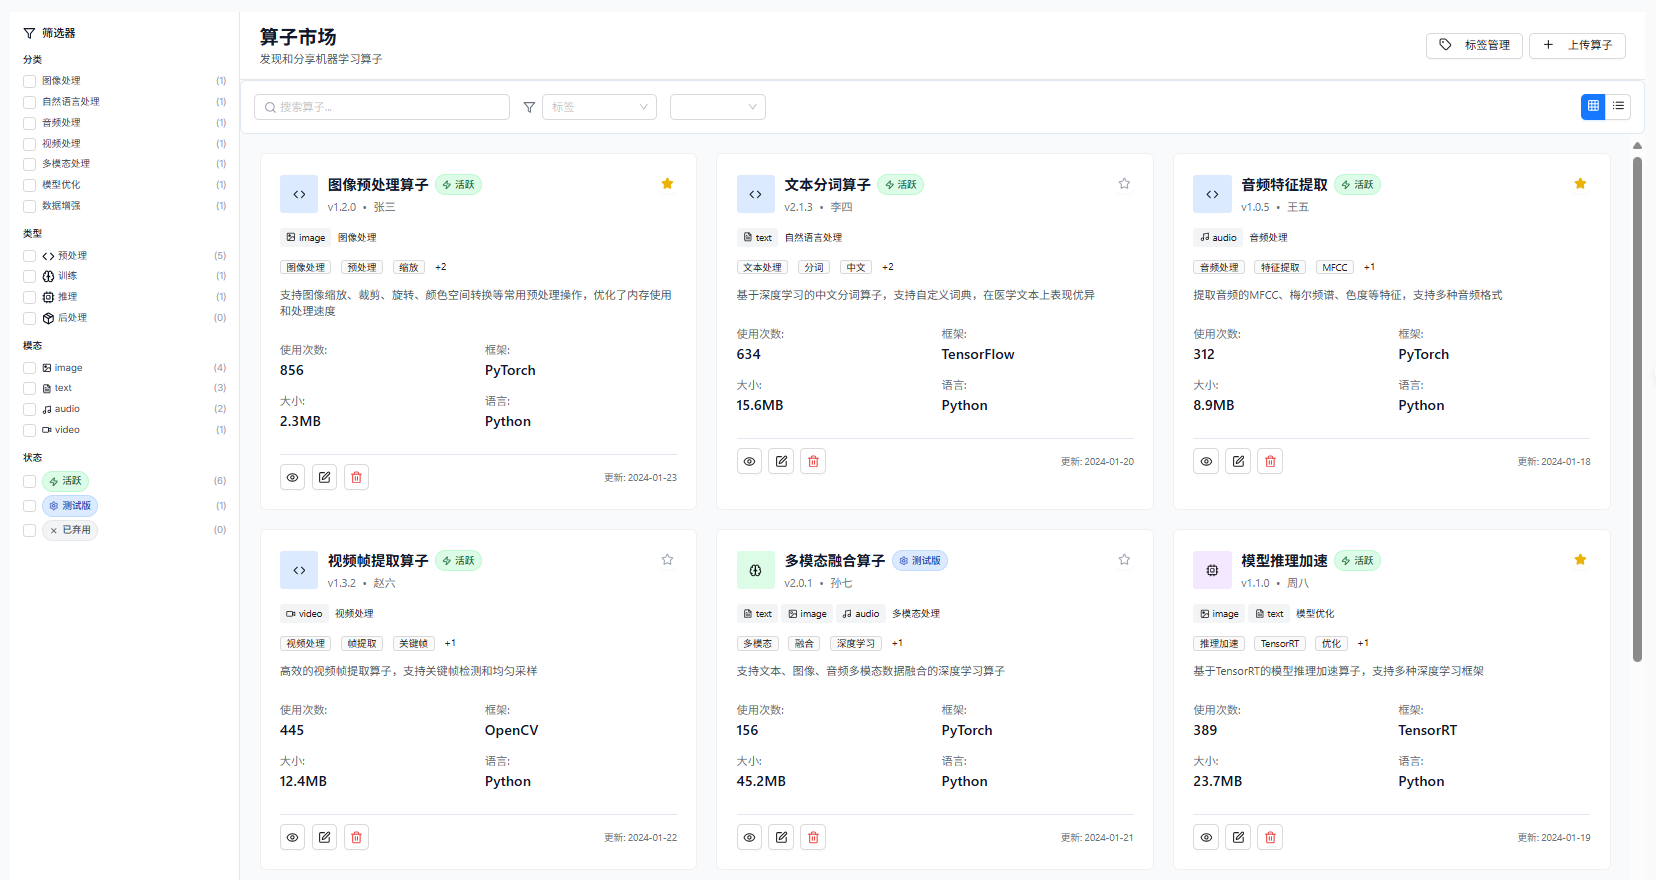 筛选器
分类
图像处理 (1)
自然语言处理 (1)
音频处理 (1)
视频处理 (1)
多模态处理 (1)
模型优化 (1)
数据增强 (1)
类型
预处理 (5)
训练 (1)
推理 (1)
后处理 (0)
模态
image (4)
text (3)
audio (2)
video (1)
状态
活跃 (6)
测试版 (1)
已弃用 (0)
算子市场
发现和分享机器学习算子
标签管理
上传算子
搜索算子...
标签
图像预处理算子 活跃
v1.2.0 • 张三
image 图像处理
图像处理 预处理 缩放 +2
支持图像缩放、裁剪、旋转、颜色空间转换等常用预处理操作，优化了内存使用
和处理速度
使用次数: 框架:
856 PyTorch
大小: 语言:
2.3MB Python
更新: 2024-01-23
文本分词算子 活跃
v2.1.3 • 李四
text 自然语言处理
文本处理 分词 中文 +2
基于深度学习的中文分词算子，支持自定义词典，在医学文本上表现优异
使用次数: 框架:
634 TensorFlow
大小: 语言:
15.6MB Python
更新: 2024-01-20
音频特征提取 活跃
v1.0.5 • 王五
audio 音频处理
音频处理 特征提取 MFCC +1
提取音频的MFCC、梅尔频谱、色度等特征，支持多种音频格式
使用次数: 框架:
312 PyTorch
大小: 语言:
8.9MB Python
更新: 2024-01-18
视频帧提取算子 活跃
v1.3.2 • 赵六
video 视频处理
视频处理 帧提取 关键帧 +1
高效的视频帧提取算子，支持关键帧检测和均匀采样
使用次数: 框架:
445 OpenCV
大小: 语言:
12.4MB Python
更新: 2024-01-22
多模态融合算子 测试版
v2.0.1 • 孙七
text image audio 多模态处理
多模态 融合 深度学习 +1
支持文本、图像、音频多模态数据融合的深度学习算子
使用次数: 框架:
156 PyTorch
大小: 语言:
45.2MB Python
更新: 2024-01-21
模型推理加速 活跃
v1.1.0 • 周八
image text 模型优化
推理加速 TensorRT 优化 +1
基于TensorRT的模型推理加速算子，支持多种深度学习框架
使用次数: 框架:
389 TensorRT
大小: 语言:
23.7MB Python
更新: 2024-01-19